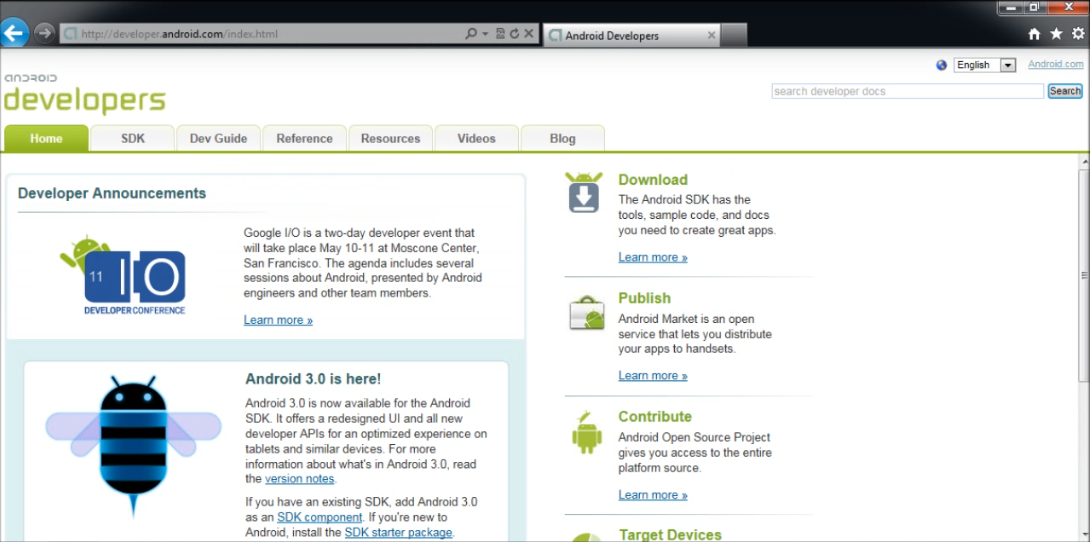 http://developer.android.com/index.html
Android Developers
English
Android.com
android
developers
search developer docs
Search
Home
SDK
Dev Guide
Reference
Resources
Videos
Blog
Developer Announcements
11 I/O
DEVELOPER CONFERENCE
Google I/O is a two-day developer event that
will take place May 10-11 at Moscone Center,
San Francisco. The agenda includes several
sessions about Android, presented by Android
engineers and other team members.
Learn more »
Android 3.0 is here!
Android 3.0 is now available for the Android
SDK. It offers a redesigned UI and all new
developer APIs for an optimized experience on
tablets and similar devices. For more
information about what's in Android 3.0, read
the version notes.
If you have an existing SDK, add Android 3.0
as an SDK component. If you're new to
Android, install the SDK starter package.
Download
The Android SDK has the
tools, sample code, and docs
you need to create great apps.
Learn more »
Publish
Android Market is an open
service that lets you distribute
your apps to handsets.
Learn more »
Contribute
Android Open Source Project
gives you access to the entire
platform source.
Learn more »
Target Devices